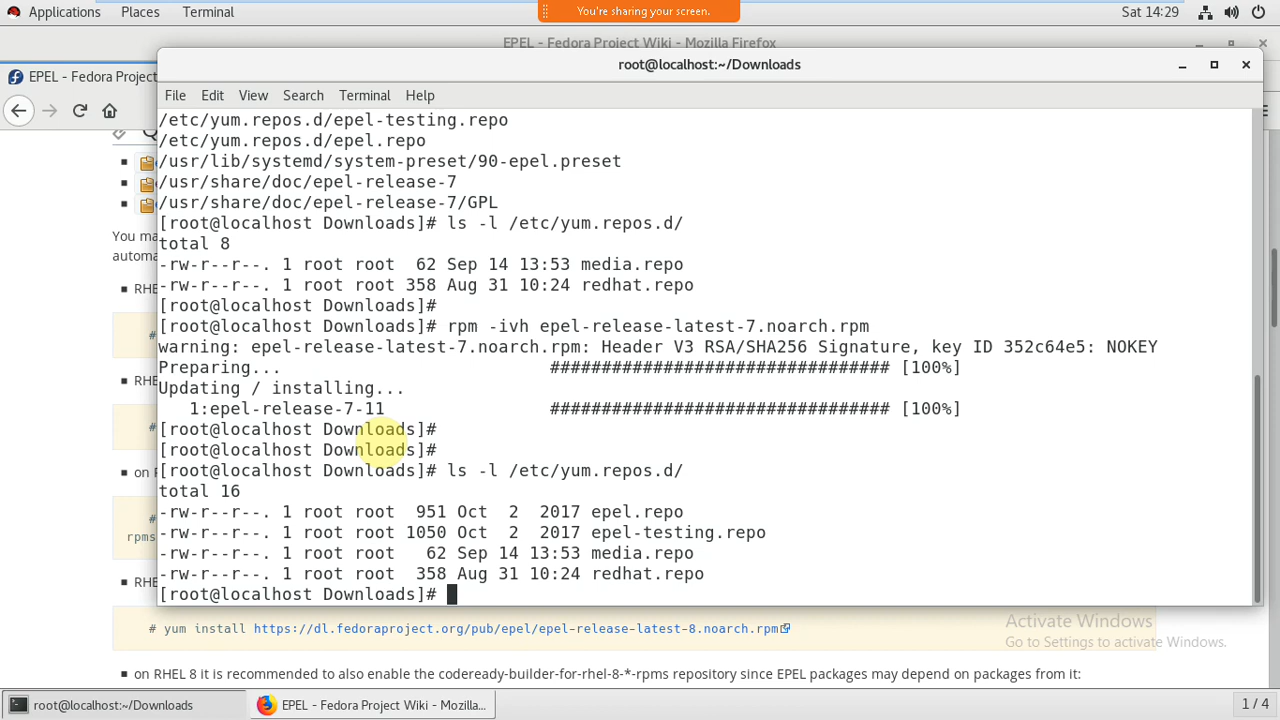 Applications Places Terminal
You're sharing your screen.
Sat 14:29
EPEL - Fedora Project Wiki - Mozilla Firefox
EPEL - Fedora Project
root@localhost:~/Downloads
File Edit View Search Terminal Help
/etc/yum.repos.d/epel-testing.repo
/etc/yum.repos.d/epel.repo
/usr/lib/systemd/system-preset/90-epel.preset
/usr/share/doc/epel-release-7
/usr/share/doc/epel-release-7/GPL
[root@localhost Downloads]# ls -l /etc/yum.repos.d/
total 8
-rw-r--r--. 1 root root  62 Sep 14 13:53 media.repo
-rw-r--r--. 1 root root 358 Aug 31 10:24 redhat.repo
[root@localhost Downloads]#
[root@localhost Downloads]# rpm -ivh epel-release-latest-7.noarch.rpm
warning: epel-release-latest-7.noarch.rpm: Header V3 RSA/SHA256 Signature, key ID 352c64e5: NOKEY
Preparing...                          ################################# [100%]
Updating / installing...
   1:epel-release-7-11                ################################# [100%]
[root@localhost Downloads]#
[root@localhost Downloads]#
[root@localhost Downloads]# ls -l /etc/yum.repos.d/
total 16
-rw-r--r--. 1 root root  951 Oct  2  2017 epel.repo
-rw-r--r--. 1 root root 1050 Oct  2  2017 epel-testing.repo
-rw-r--r--. 1 root root   62 Sep 14 13:53 media.repo
-rw-r--r--. 1 root root  358 Aug 31 10:24 redhat.repo
[root@localhost Downloads]#
You ma
automa
RHE
#
RHE
#
on R
#
rpms
RHE
# yum install https://dl.fedoraproject.org/pub/epel/epel-release-latest-8.noarch.rpm
on RHEL 8 it is recommended to also enable the codeready-builder-for-rhel-8-*-rpms repository since EPEL packages may depend on packages from it:
Activate Windows
Go to Settings to activate Windows.
root@localhost:~/Downloads
EPEL - Fedora Project Wiki - Mozilla...
1 / 4